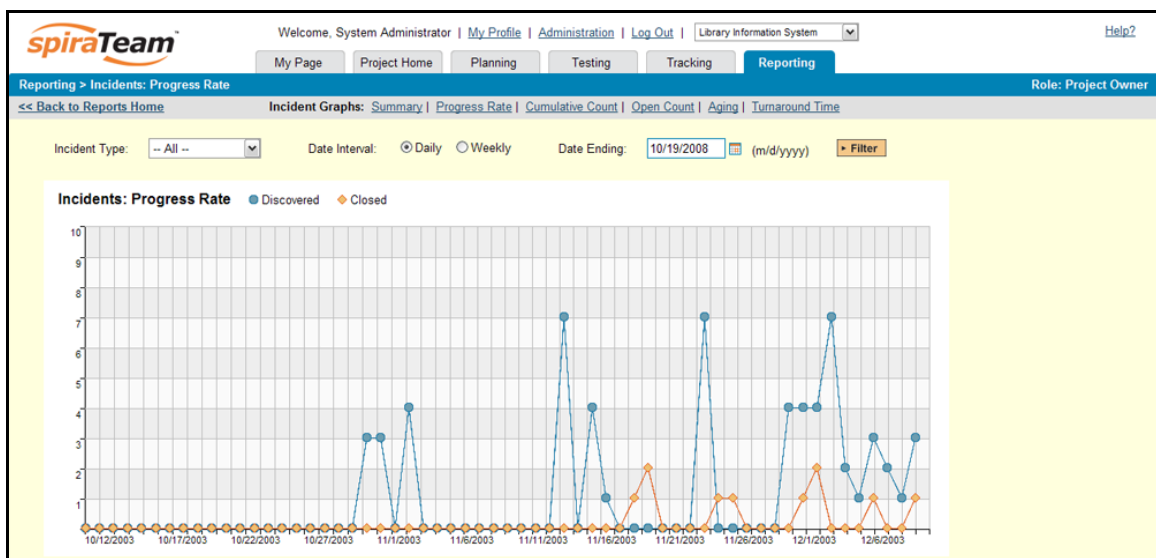 spiraTeam™
Welcome, System Administrator | My Profile | Administration | Log Out | Library Information System
Help?
My Page Project Home Planning Testing Tracking Reporting
Reporting > Incidents: Progress Rate Role: Project Owner
<< Back to Reports Home Incident Graphs: Summary | Progress Rate | Cumulative Count | Open Count | Aging | Turnaround Time
Incident Type: -- All -- Date Interval: Daily Weekly Date Ending: 10/19/2008 (m/d/yyyy) Filter
Incidents: Progress Rate Discovered Closed
10
9
8
7
6
5
4
3
2
1
10/12/2003 10/17/2003 10/22/2003 10/27/2003 11/1/2003 11/6/2003 11/11/2003 11/16/2003 11/21/2003 11/26/2003 12/1/2003 12/6/2003